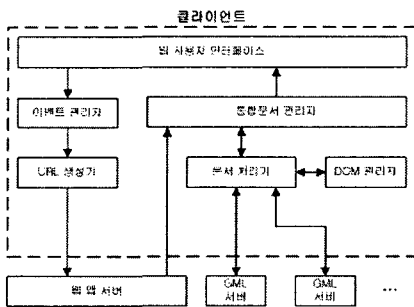 클라이언트
웹 사용자 인터페이스
이벤트 관리자
통합문서 관리자
URL 생성기
문서 처리기
DOM 관리자
웹 맵 서버
GML
서버
GML
서버
...